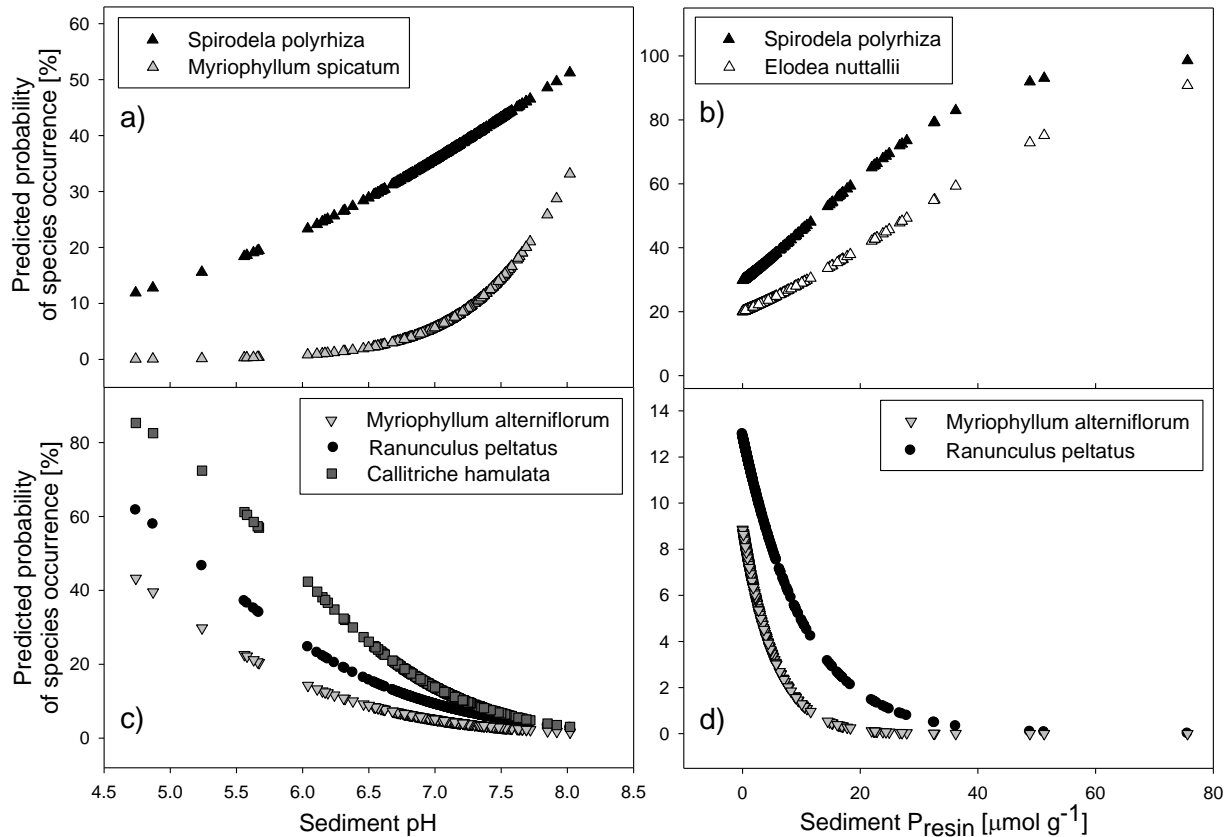 Predicted probability
of species occurrence [%]
60
50
40
30
20
10
0
Spirodela polyrhiza
Myriophyllum spicatum
a)
100
80
60
40
20
0
Spirodela polyrhiza
Elodea nuttallii
b)
Predicted probability
of species occurrence [%]
80
60
40
20
0
Myriophyllum alterniflorum
Ranunculus peltatus
Callitriche hamulata
c)
4.5 5.0 5.5 6.0 6.5 7.0 7.5 8.0 8.5
Sediment pH
14
12
10
8
6
4
2
0
Myriophyllum alterniflorum
Ranunculus peltatus
d)
0 20 40 60 80
Sediment Presin [μmol g-1]